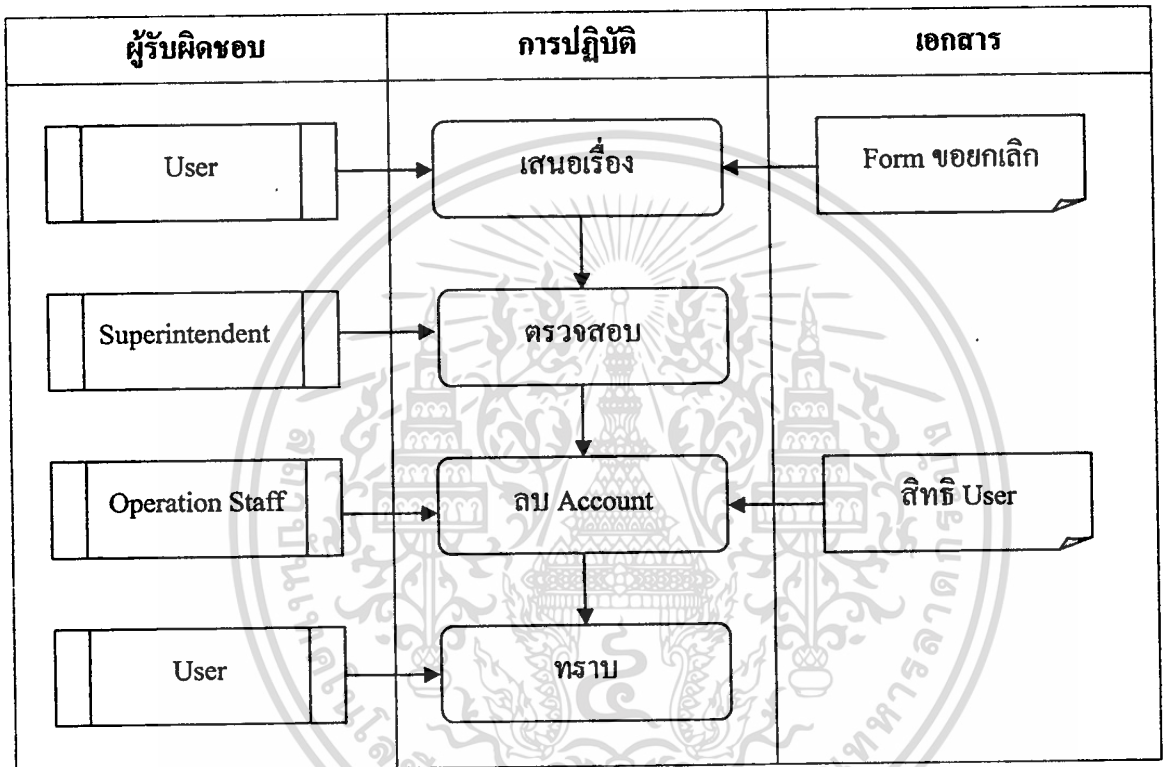 ผู้รับผิดชอบ
การปฏิบัติ
เอกสาร
User
เสนอเรื่อง
Form ขอยกเลิก
Superintendent
ตรวจสอบ
Operation Staff
ลบ Account
สิทธิ User
User
ทราบ